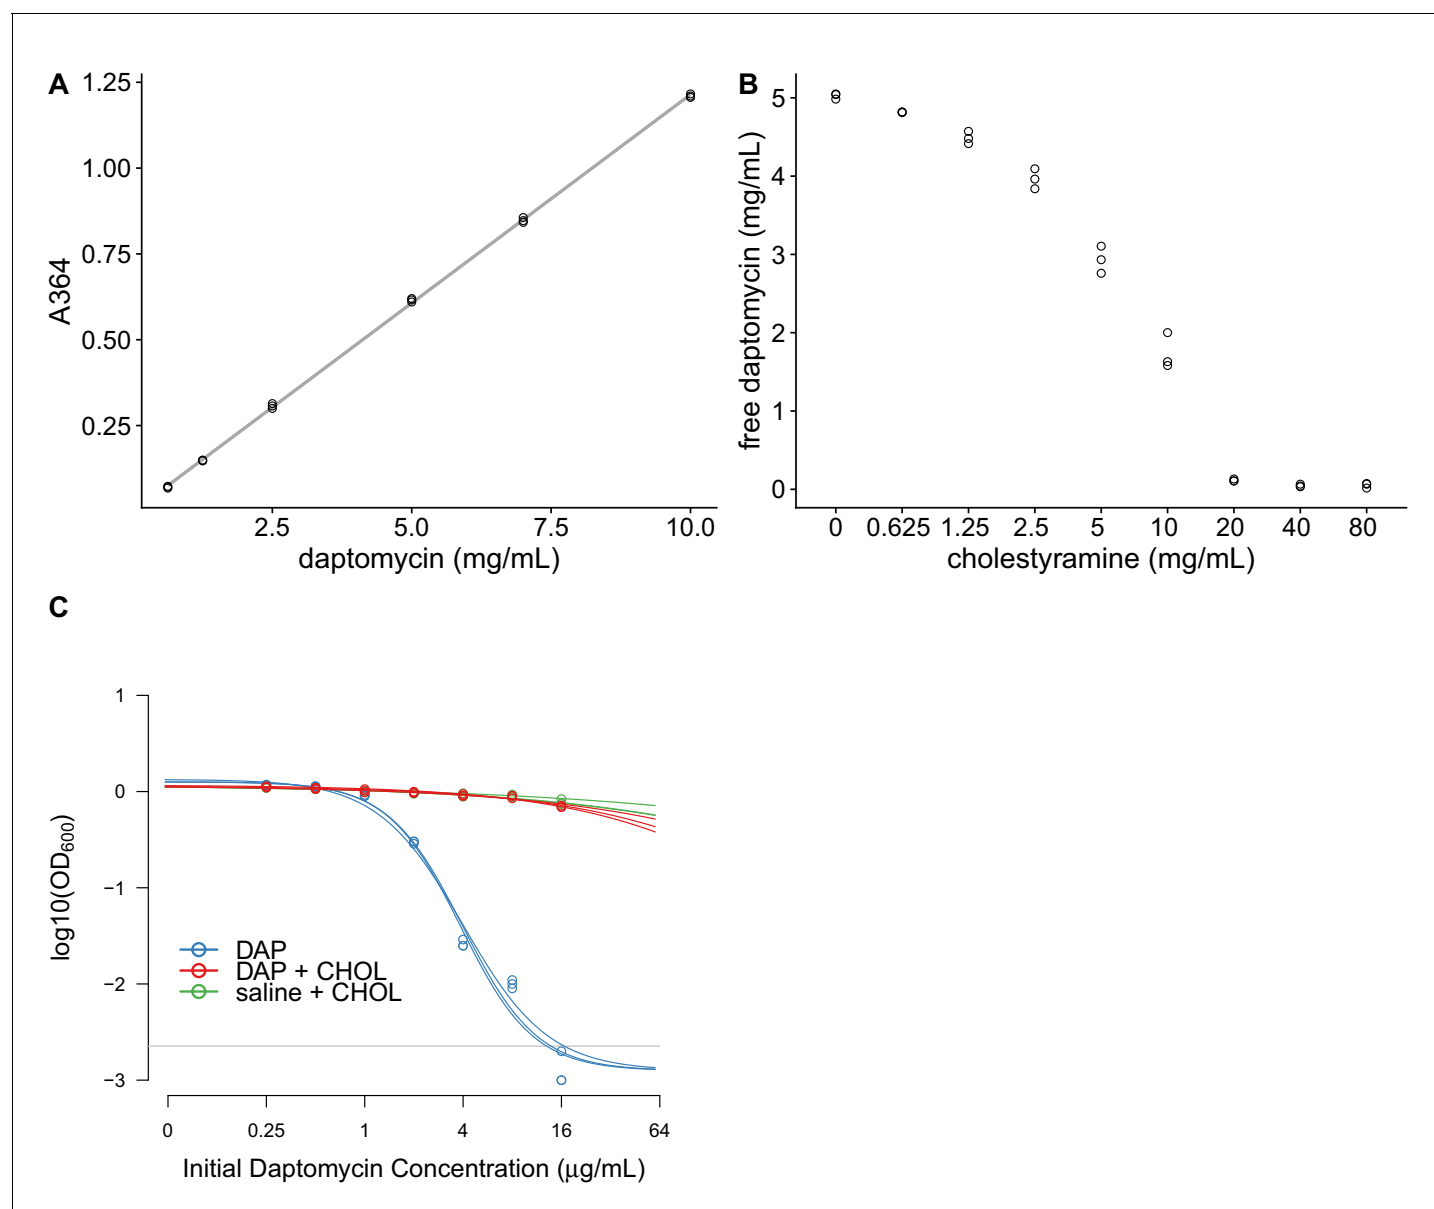 A
1.25
1.00
0.75
0.50
0.25
A364
2.5 5.0 7.5 10.0
daptomycin (mg/mL)
B
5
4
3
2
1
0
free daptomycin (mg/mL)
0 0.625 1.25 2.5 5 10 20 40 80
cholestyramine (mg/mL)
C
1
0
−1
−2
−3
log10(OD600)
DAP
DAP + CHOL
saline + CHOL
0 0.25 1 4 16 64
Initial Daptomycin Concentration (μg/mL)